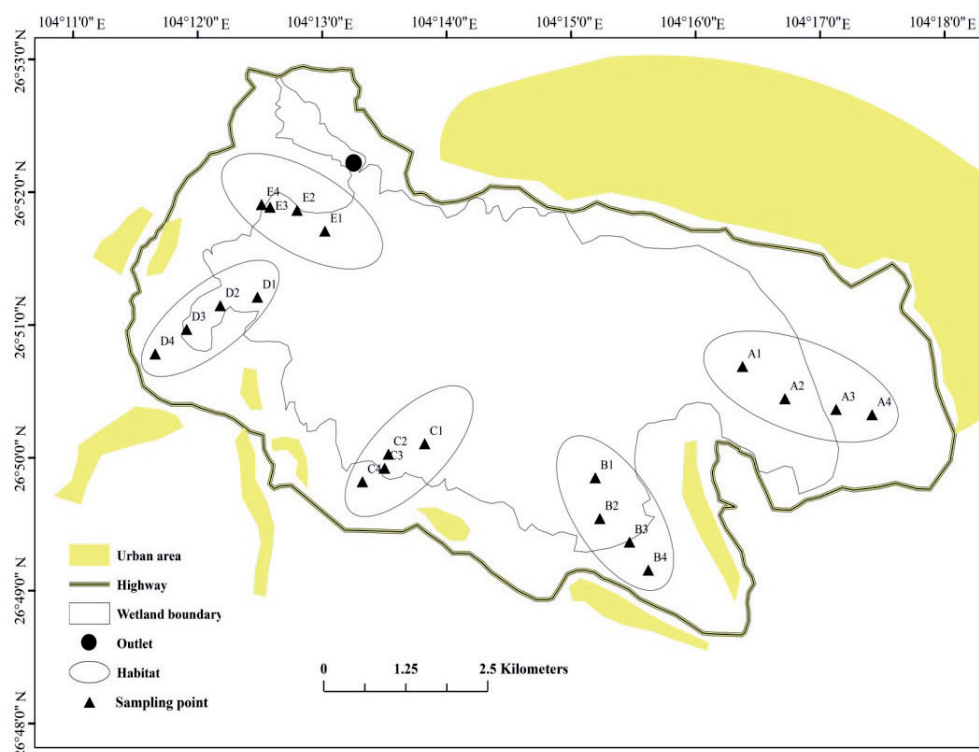 104°11'0"E 104°12'0"E 104°13'0"E 104°14'0"E 104°15'0"E 104°16'0"E 104°17'0"E 104°18'0"E
26°53'0"N
26°52'0"N
26°51'0"N
26°50'0"N
26°49'0"N
26°48'0"N
E4
E3
E2
E1
D1
D2
D3
D4
A1
A2
A3
A4
C1
C2
C3
C4
B1
B2
B3
B4
Urban area
Highway
Wetland boundary
Outlet
Habitat
Sampling point
0 1.25 2.5 Kilometers